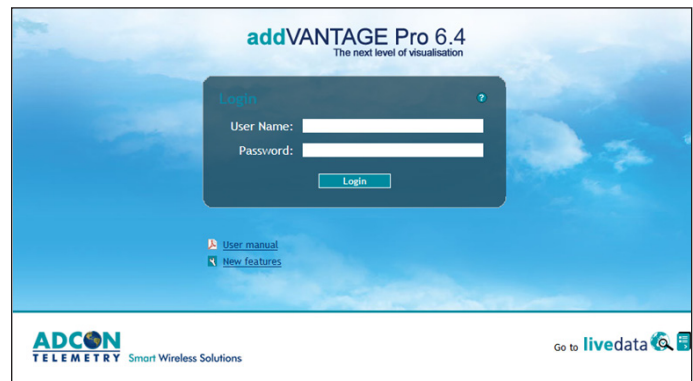 addVANTAGE Pro 6.4
The next level of visualisation
Login
?
User Name:
Password:
Login
User manual
New features
ADCON
TELEMETRY Smart Wireless Solutions
Go to livedata